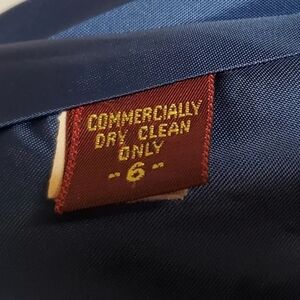 COMMERCIALLY
DRY CLEAN
ONLY
- 6 -